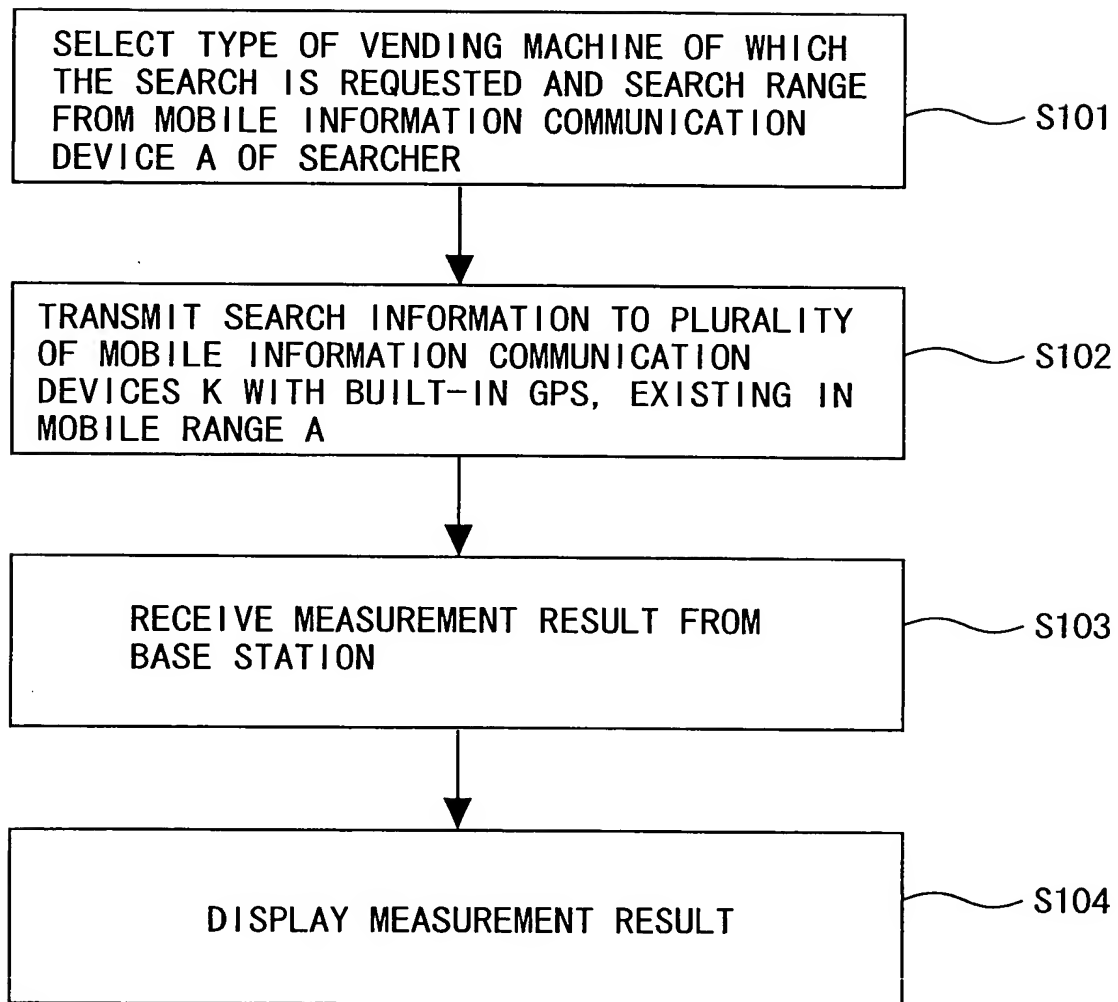 SELECT TYPE OF VENDING MACHINE OF WHICH
THE SEARCH IS REQUESTED AND SEARCH RANGE
FROM MOBILE INFORMATION COMMUNICATION
DEVICE A OF SEARCHER
S101
TRANSMIT SEARCH INFORMATION TO PLURALITY
OF MOBILE INFORMATION COMMUNICATION
DEVICES K WITH BUILT-IN GPS, EXISTING IN
MOBILE RANGE A
S102
RECEIVE MEASUREMENT RESULT FROM
BASE STATION
S103
DISPLAY MEASUREMENT RESULT
S104